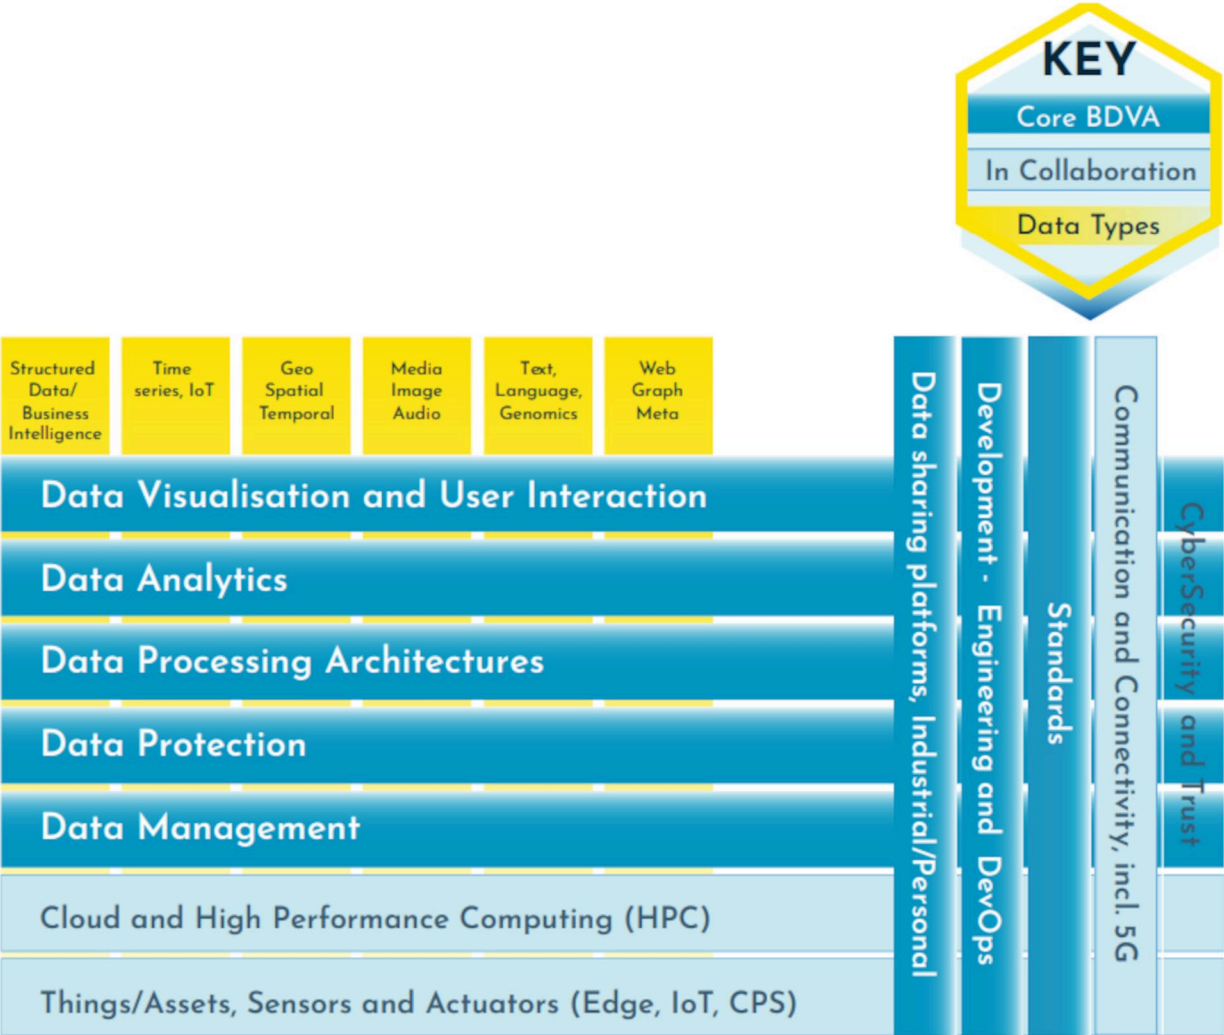 KEY
Core BDVA
In Collaboration
Data Types
Structured
Data/
Business
Intelligence
Time
series, IoT
Geo
Spatial
Temporal
Media
Image
Audio
Text,
Language,
Genomics
Web
Graph
Meta
Data Visualisation and User Interaction
Data Analytics
Data Processing Architectures
Data Protection
Data Management
Cloud and High Performance Computing (HPC)
Things/Assets, Sensors and Actuators (Edge, IoT, CPS)
Data sharing platforms, Industrial/Personal
Development - Engineering and DevOps
Standards
Communication and Connectivity, incl. 5G
CyberSecurity and Trust